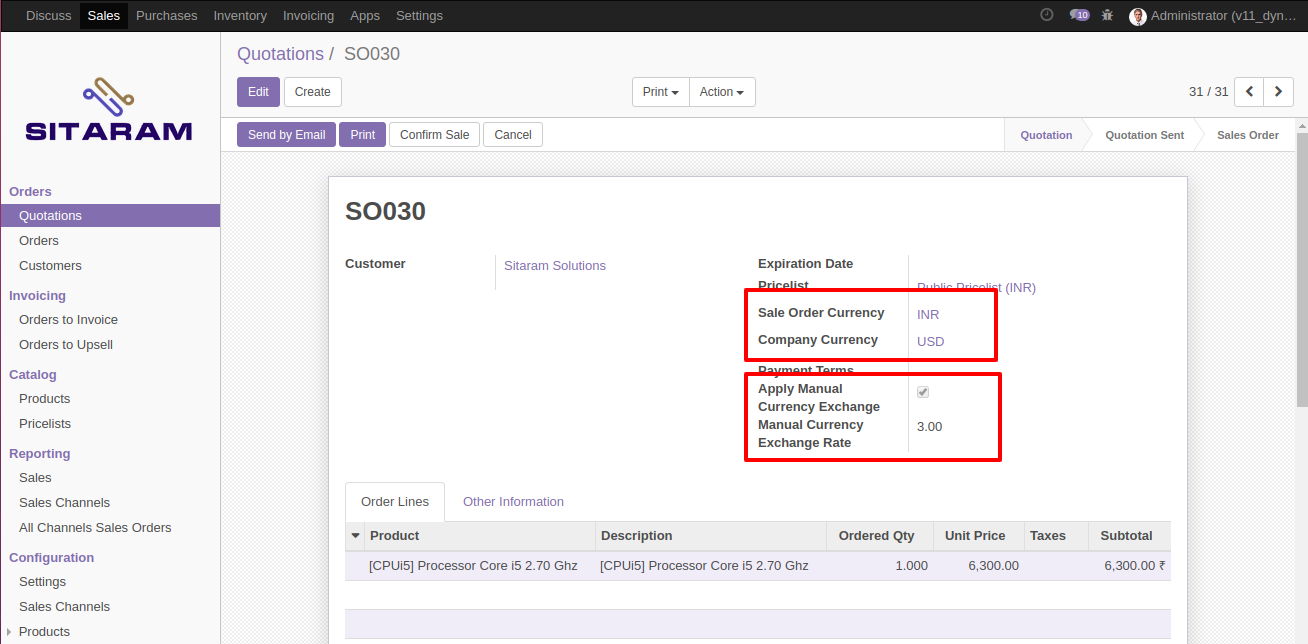 Discuss Sales Purchases Inventory Invoicing Apps Settings 10 Administrator (v11_dyn...
Quotations / SO030
Edit Create Print Action 31 / 31
Send by Email Print Confirm Sale Cancel Quotation Quotation Sent Sales Order
SITARAM
Orders
Quotations
Orders
Customers
Invoicing
Orders to Invoice
Orders to Upsell
Catalog
Products
Pricelists
Reporting
Sales
Sales Channels
All Channels Sales Orders
Configuration
Settings
Sales Channels
Products
SO030
Customer Sitaram Solutions
Expiration Date
Pricelist Public Pricelist (INR)
Sale Order Currency INR
Company Currency USD
Payment Terms
Apply Manual
Currency Exchange
Manual Currency
Exchange Rate 3.00
Order Lines Other Information
Product Description Ordered Qty Unit Price Taxes Subtotal
[CPUi5] Processor Core i5 2.70 Ghz [CPUi5] Processor Core i5 2.70 Ghz 1.000 6,300.00 6,300.00 ₹